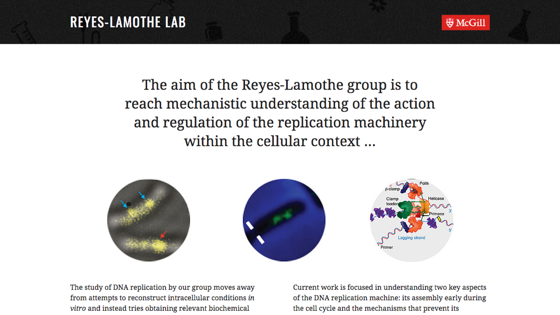 REYES-LAMOTHE LAB
McGill
The aim of the Reyes-Lamothe group is to
reach mechanistic understanding of the action
and regulation of the replication machinery
within the cellular context ...
β-clamp
PolIII
Clamp
loader
Helicase
Primase
Lagging strand
Primer
The study of DNA replication by our group moves away
from attempts to reconstruct intracellular conditions in
vitro and instead tries obtaining relevant biochemical
Current work is focused in understanding two key aspects
of the DNA replication machine: its assembly early during
the cell cycle and the mechanisms that prevent its